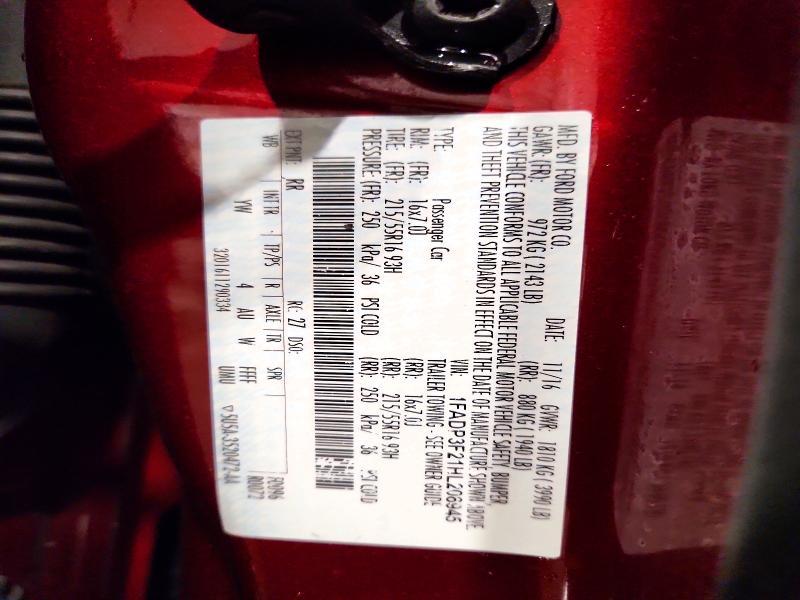 MFD. BY FORD MOTOR CO. DATE: 11/16 GVWR: 1810 KG ( 3990 LB)
GAWR: (FR): 972 KG ( 2143 LB) (RR): 880 KG ( 1940 LB)
THIS VEHICLE CONFORMS TO ALL APPLICABLE FEDERAL MOTOR VEHICLE SAFETY, BUMPER,
AND THEFT PREVENTION STANDARDS IN EFFECT ON THE DATE OF MANUFACTURE SHOWN ABOVE.
VIN: 1FADP3F21HL206945
TYPE: Passenger Car TRAILER TOWING - SEE OWNER GUIDE
RIM: (FR): 16x7.0J (RR): 16x7.0J
TIRE: (FR): 215/55R16 93H (RR): 215/55R16 93H
PRESSURE (FR): 250 kPa/ 36 PSI COLD (RR): 250 kPa/ 36 PSI COLD
EXT PNT: RR RC: 27 DSO:
WB INT TR TP/PS R AXLE TR SPR
YW 4 AU W FFFF
3201611290334 UINU 5U5A-3520472-AA